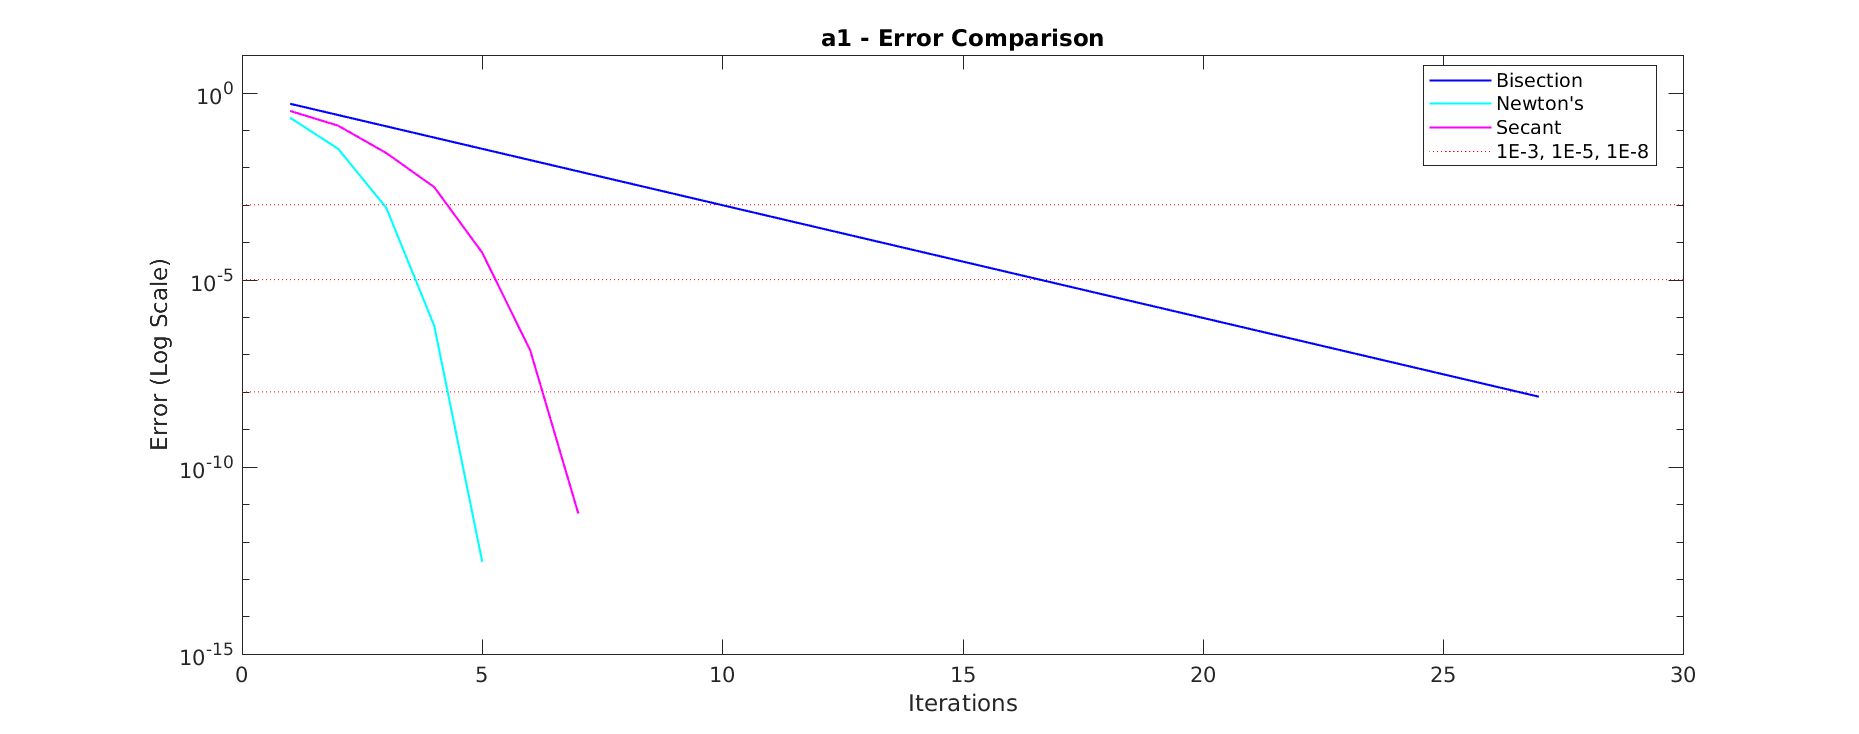 a1 - Error Comparison
Bisection
Newton's
Secant
1E-3, 1E-5, 1E-8
Error (Log Scale)
10^0
10^-5
10^-10
10^-15
0 5 10 15 20 25 30
Iterations